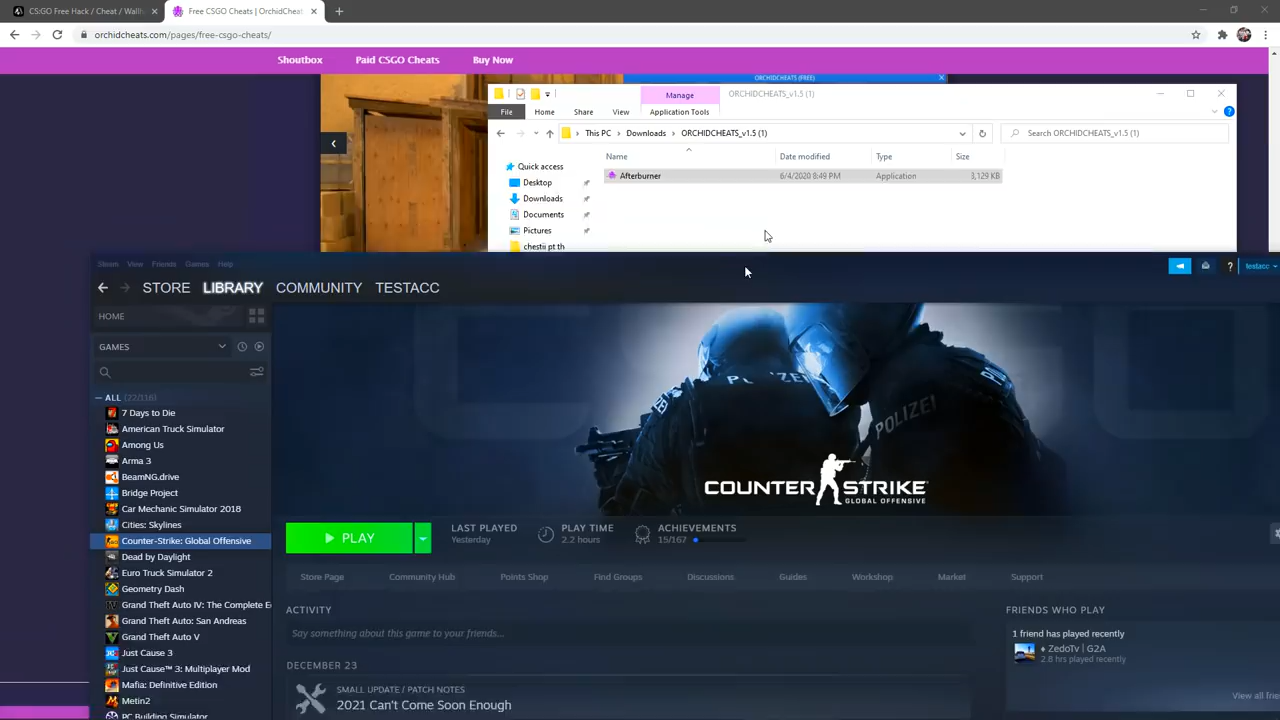 CS:GO Free Hack / Cheat / Wallh
Free CSGO Cheats | OrchidCheat
orchidcheats.com/pages/free-csgo-cheats/
Shoutbox Paid CSGO Cheats Buy Now
ORCHIDCHEATS (FREE)
Manage ORCHIDCHEATS_v1.5 (1)
File Home Share View Application Tools
This PC Downloads ORCHIDCHEATS_v1.5 (1)
Search ORCHIDCHEATS_v1.5 (1)
Name Date modified Type Size
Quick access
Afterburner 6/4/2020 8:49 PM Application 3,129 KB
Desktop
Downloads
Documents
Pictures
chestii pt th
Steam View Friends Games Help
testacc
STORE LIBRARY COMMUNITY TESTACC
HOME
GAMES
ALL (22/116)
7 Days to Die
American Truck Simulator
Among Us
Arma 3
BeamNG.drive
Bridge Project
Car Mechanic Simulator 2018
Cities: Skylines
Counter-Strike: Global Offensive
Dead by Daylight
Euro Truck Simulator 2
Geometry Dash
Grand Theft Auto IV: The Complete E
Grand Theft Auto: San Andreas
Grand Theft Auto V
Just Cause 3
Just Cause™ 3: Multiplayer Mod
Mafia: Definitive Edition
Metin2
PC Building Simulator
POLIZEI
POLIZEI
COUNTER STRIKE
GLOBAL OFFENSIVE
PLAY
LAST PLAYED
Yesterday
PLAY TIME
2.2 hours
ACHIEVEMENTS
15/167
Store Page Community Hub Points Shop Find Groups Discussions Guides Workshop Market Support
ACTIVITY
Say something about this game to your friends...
DECEMBER 23
SMALL UPDATE / PATCH NOTES
2021 Can't Come Soon Enough
FRIENDS WHO PLAY
1 friend has played recently
♦ ZedoTv | G2A
2.8 hrs played recently
View all frie